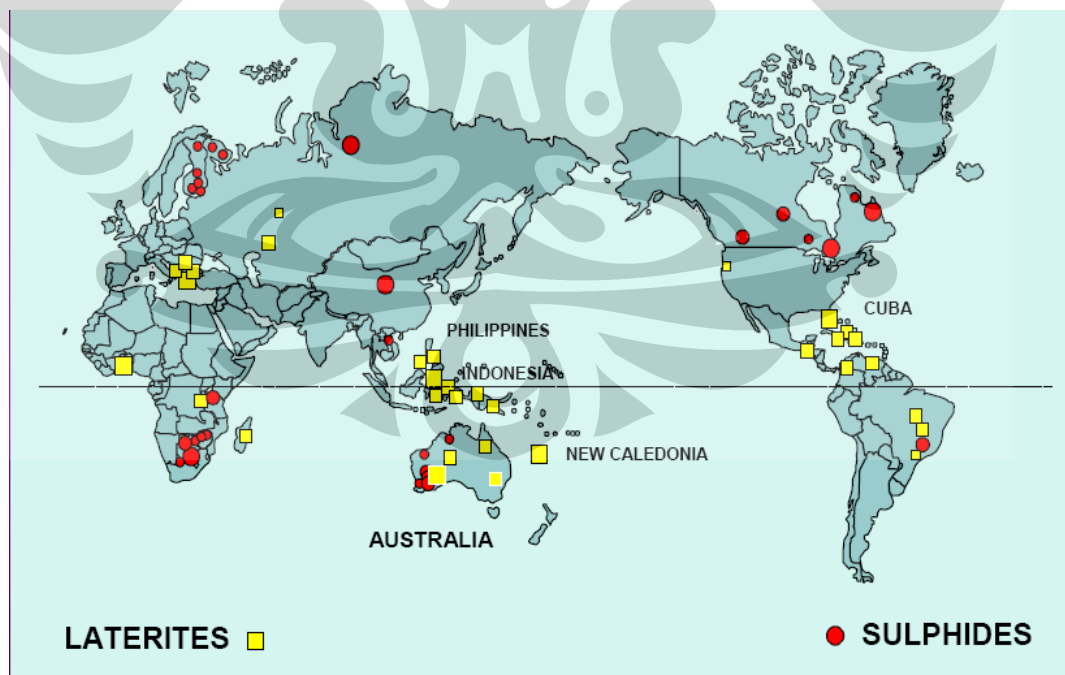 CUBA
PHILIPPINES
INDONESIA
NEW CALEDONIA
AUSTRALIA
LATERITES
SULPHIDES